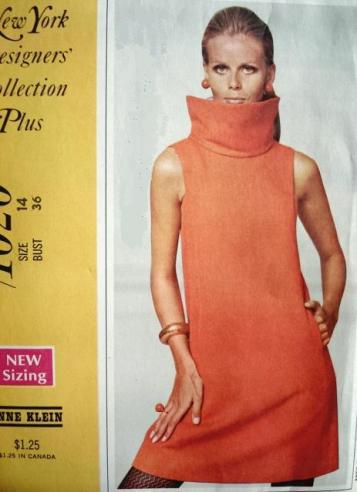 New York
esigners'
ollection
Plus
1020
SIZE 14
BUST 36
NEW
Sizing
NNE KLEIN
$1.25
$1.25 IN CANADA